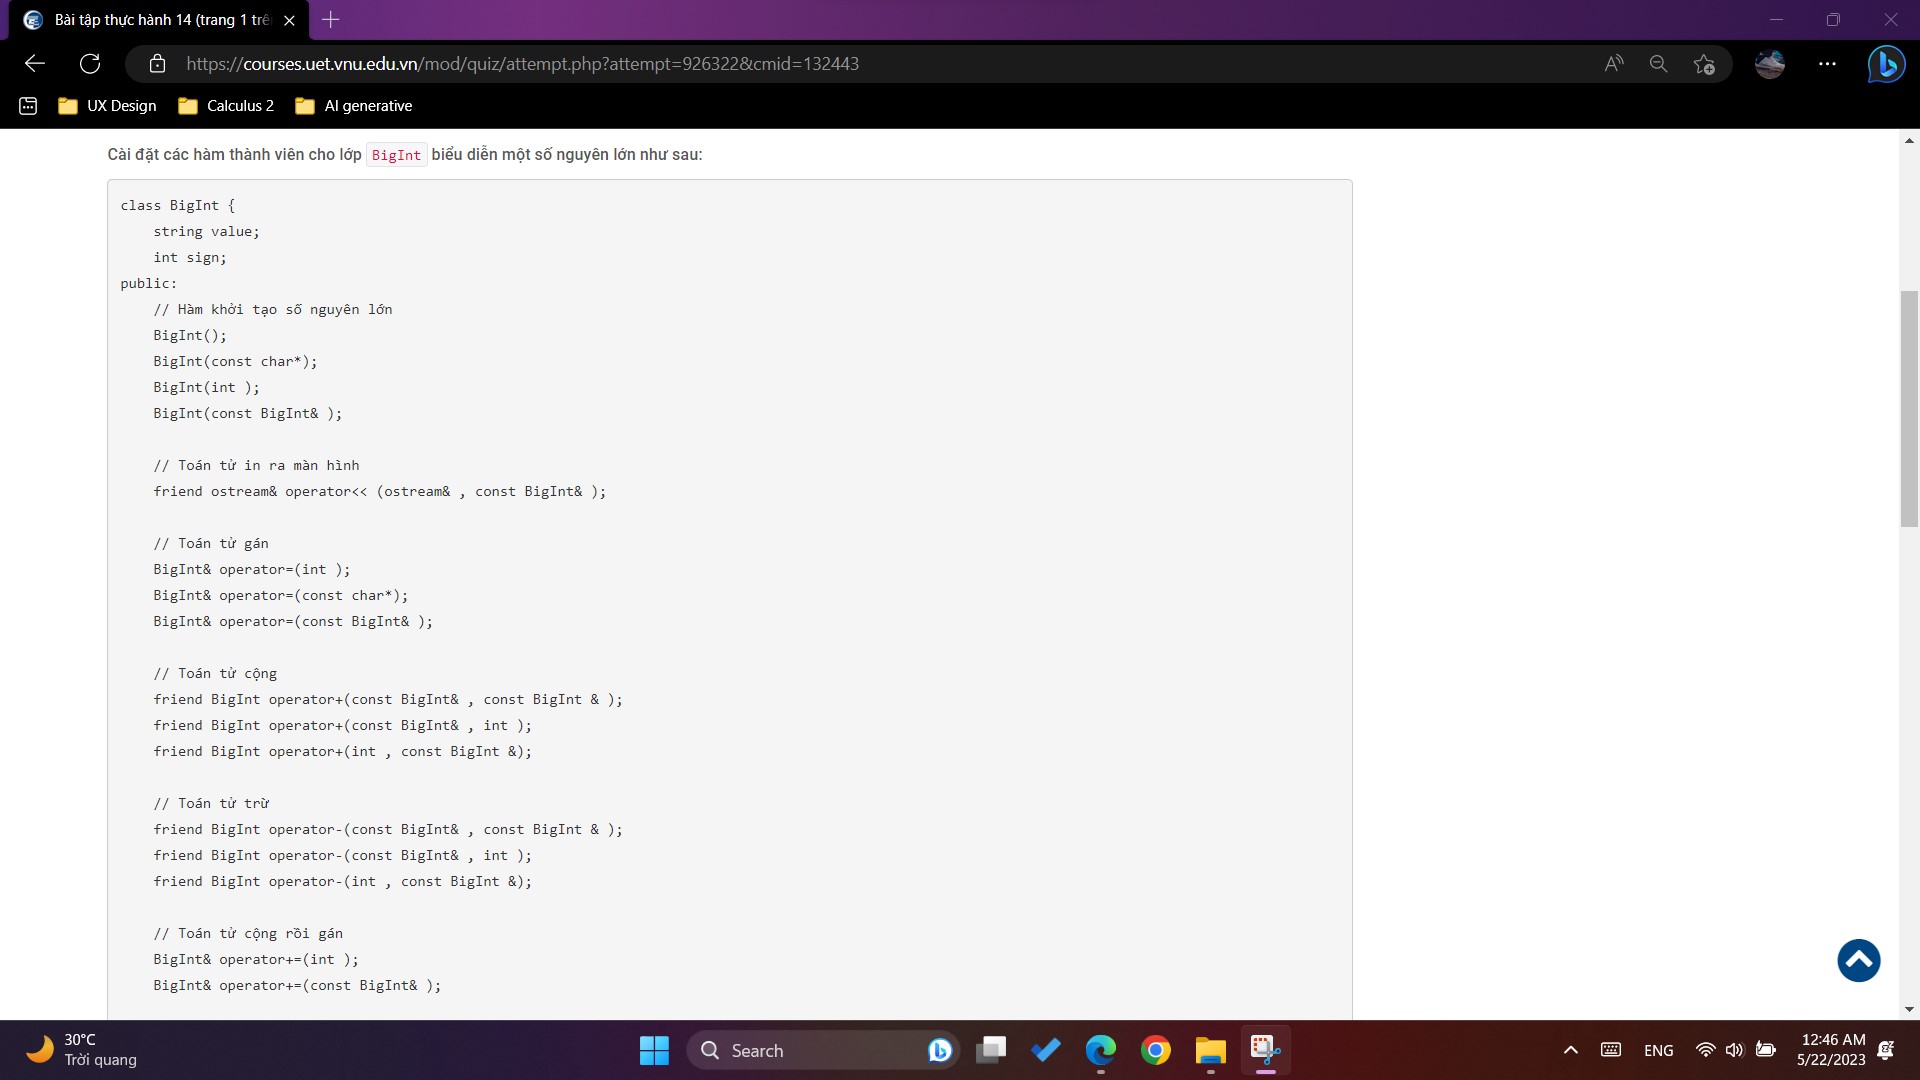 Bài tập thực hành 14 (trang 1 trê
https://courses.uet.vnu.edu.vn/mod/quiz/attempt.php?attempt=926322&cmid=132443
UX Design
Calculus 2
AI generative
Cài đặt các hàm thành viên cho lớp BigInt biểu diễn một số nguyên lớn như sau:
class BigInt {
    string value;
    int sign;
public:
    // Hàm khởi tạo số nguyên lớn
    BigInt();
    BigInt(const char*);
    BigInt(int );
    BigInt(const BigInt& );
    // Toán tử in ra màn hình
    friend ostream& operator<< (ostream& , const BigInt& );
    // Toán tử gán
    BigInt& operator=(int );
    BigInt& operator=(const char*);
    BigInt& operator=(const BigInt& );
    // Toán tử cộng
    friend BigInt operator+(const BigInt& , const BigInt & );
    friend BigInt operator+(const BigInt& , int );
    friend BigInt operator+(int , const BigInt &);
    // Toán tử trừ
    friend BigInt operator-(const BigInt& , const BigInt & );
    friend BigInt operator-(const BigInt& , int );
    friend BigInt operator-(int , const BigInt &);
    // Toán tử cộng rồi gán
    BigInt& operator+=(int );
    BigInt& operator+=(const BigInt& );
30°C
Trời quang
Search
ENG
12:46 AM
5/22/2023